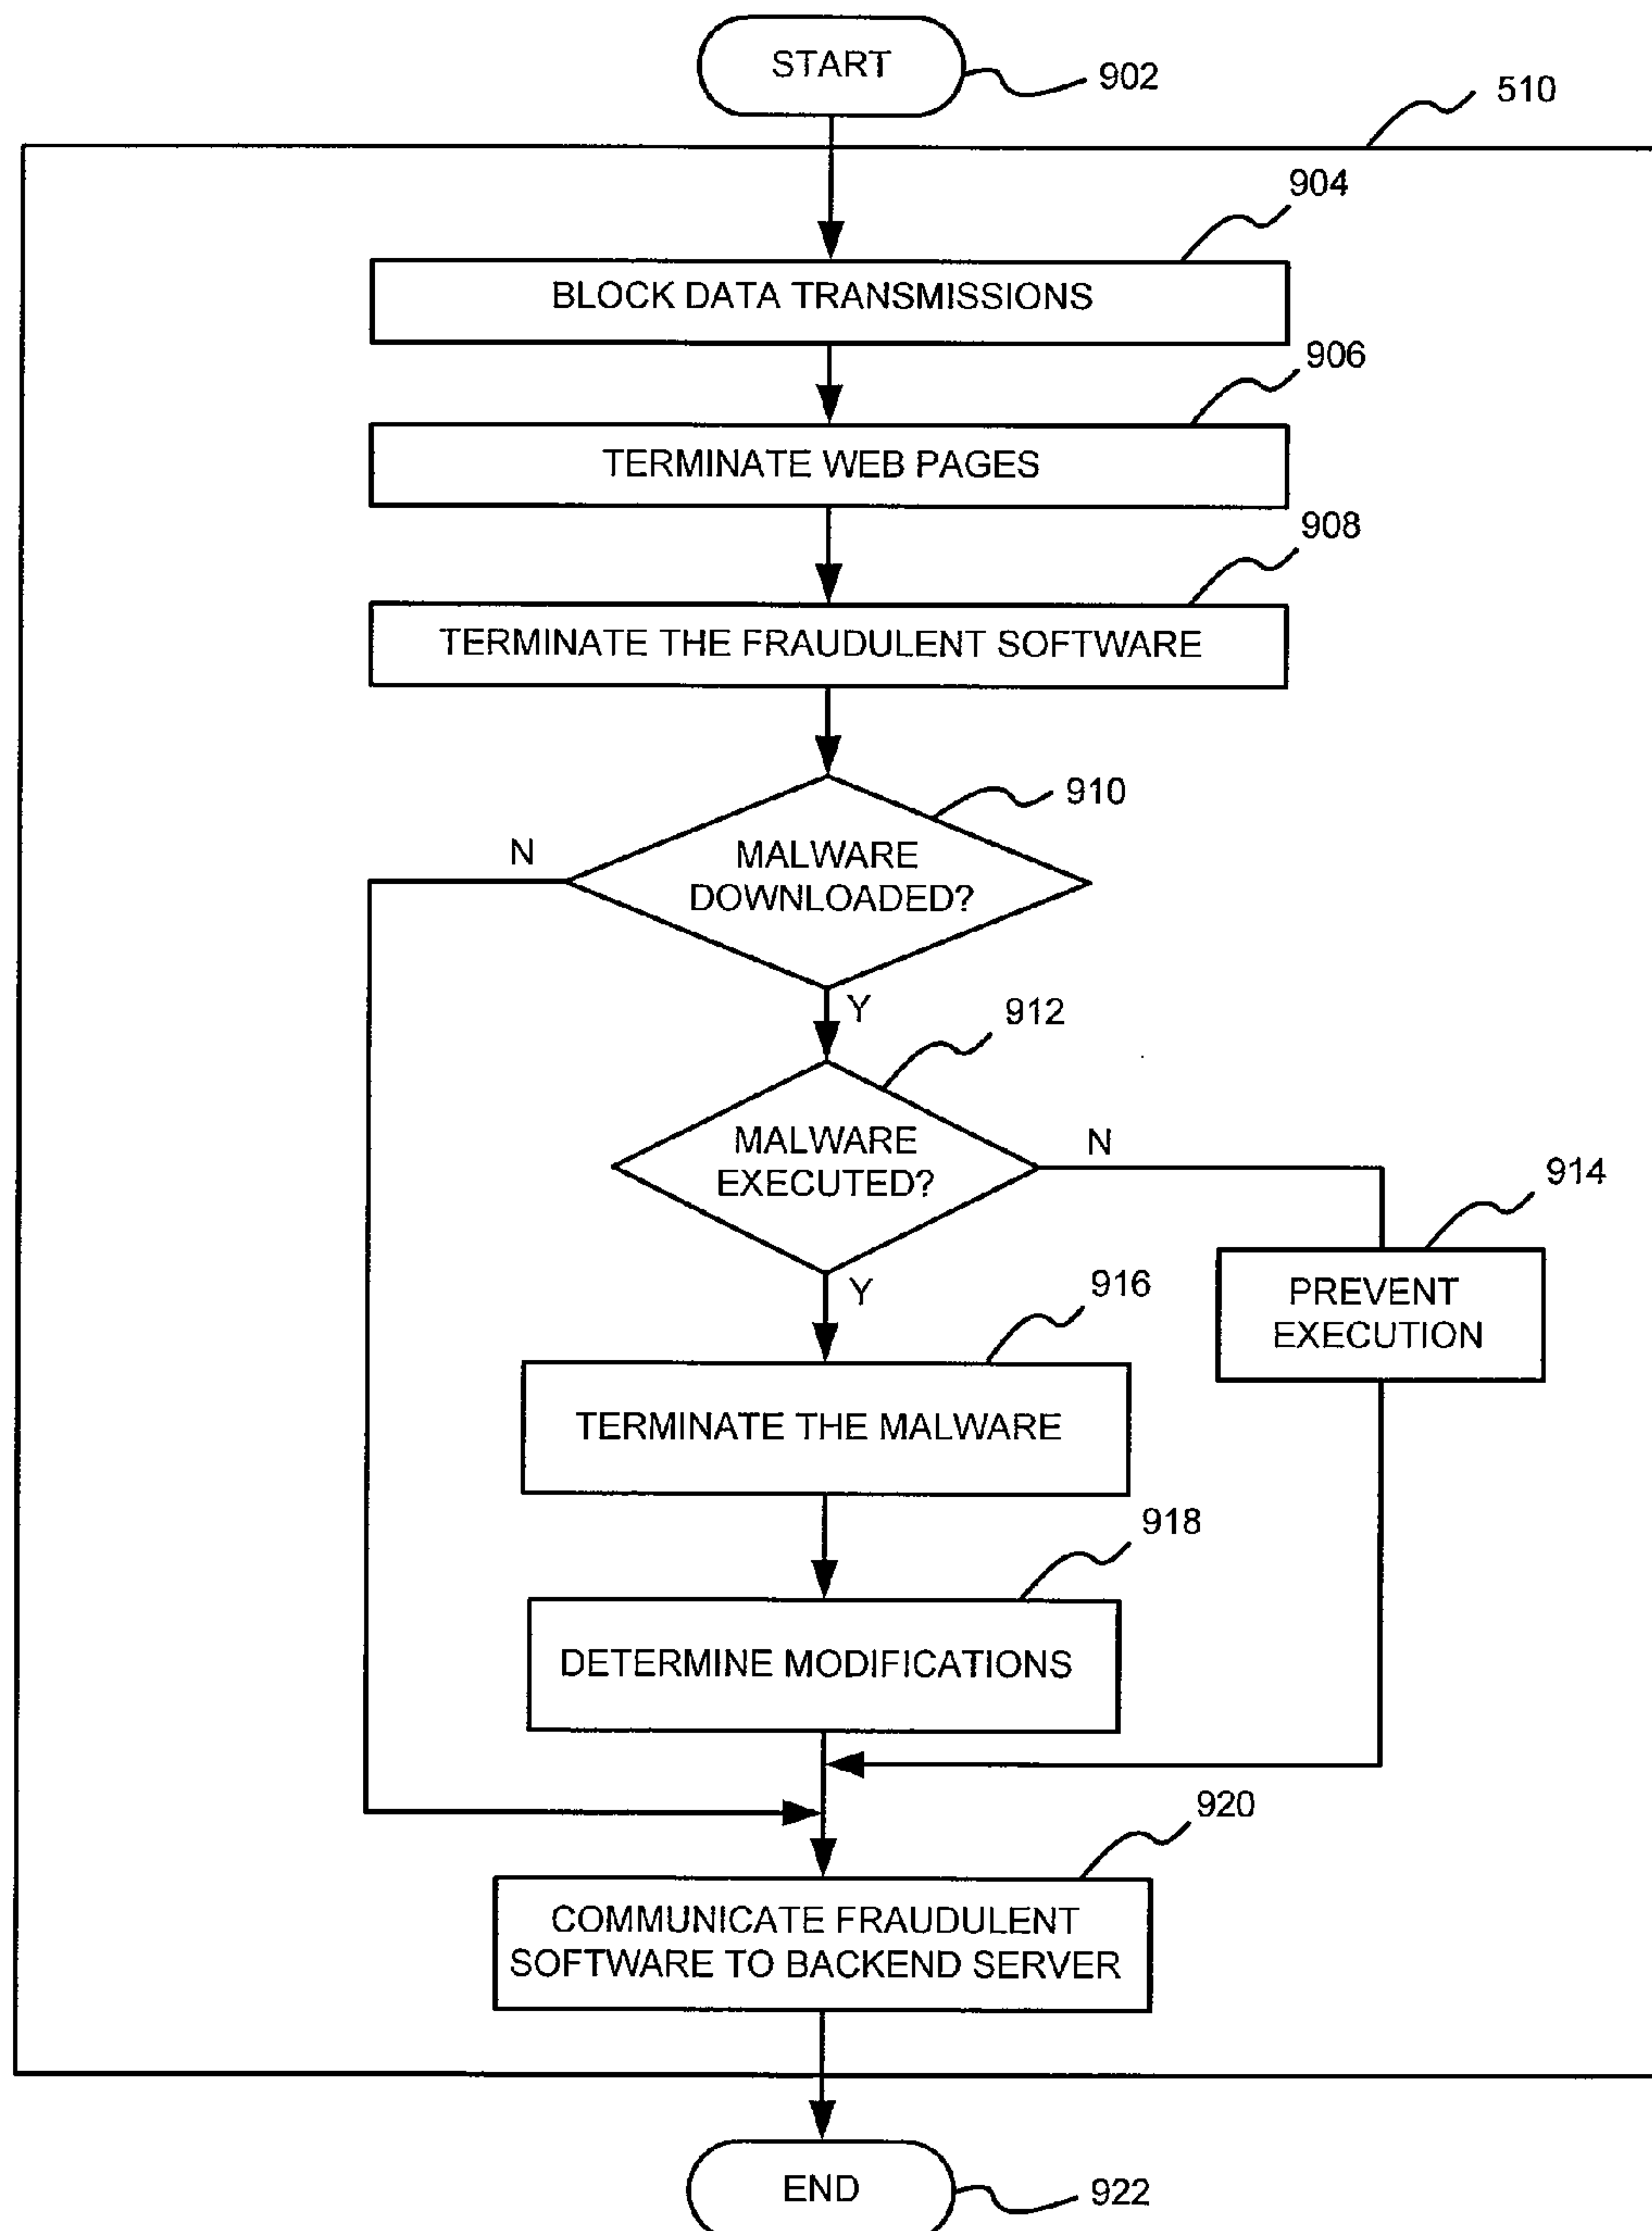 START
902
510
904
BLOCK DATA TRANSMISSIONS
906
TERMINATE WEB PAGES
908
TERMINATE THE FRAUDULENT SOFTWARE
910
N
MALWARE
DOWNLOADED?
Y
912
MALWARE
EXECUTED?
N
914
Y
916
PREVENT
EXECUTION
TERMINATE THE MALWARE
918
DETERMINE MODIFICATIONS
920
COMMUNICATE FRAUDULENT
SOFTWARE TO BACKEND SERVER
END
922